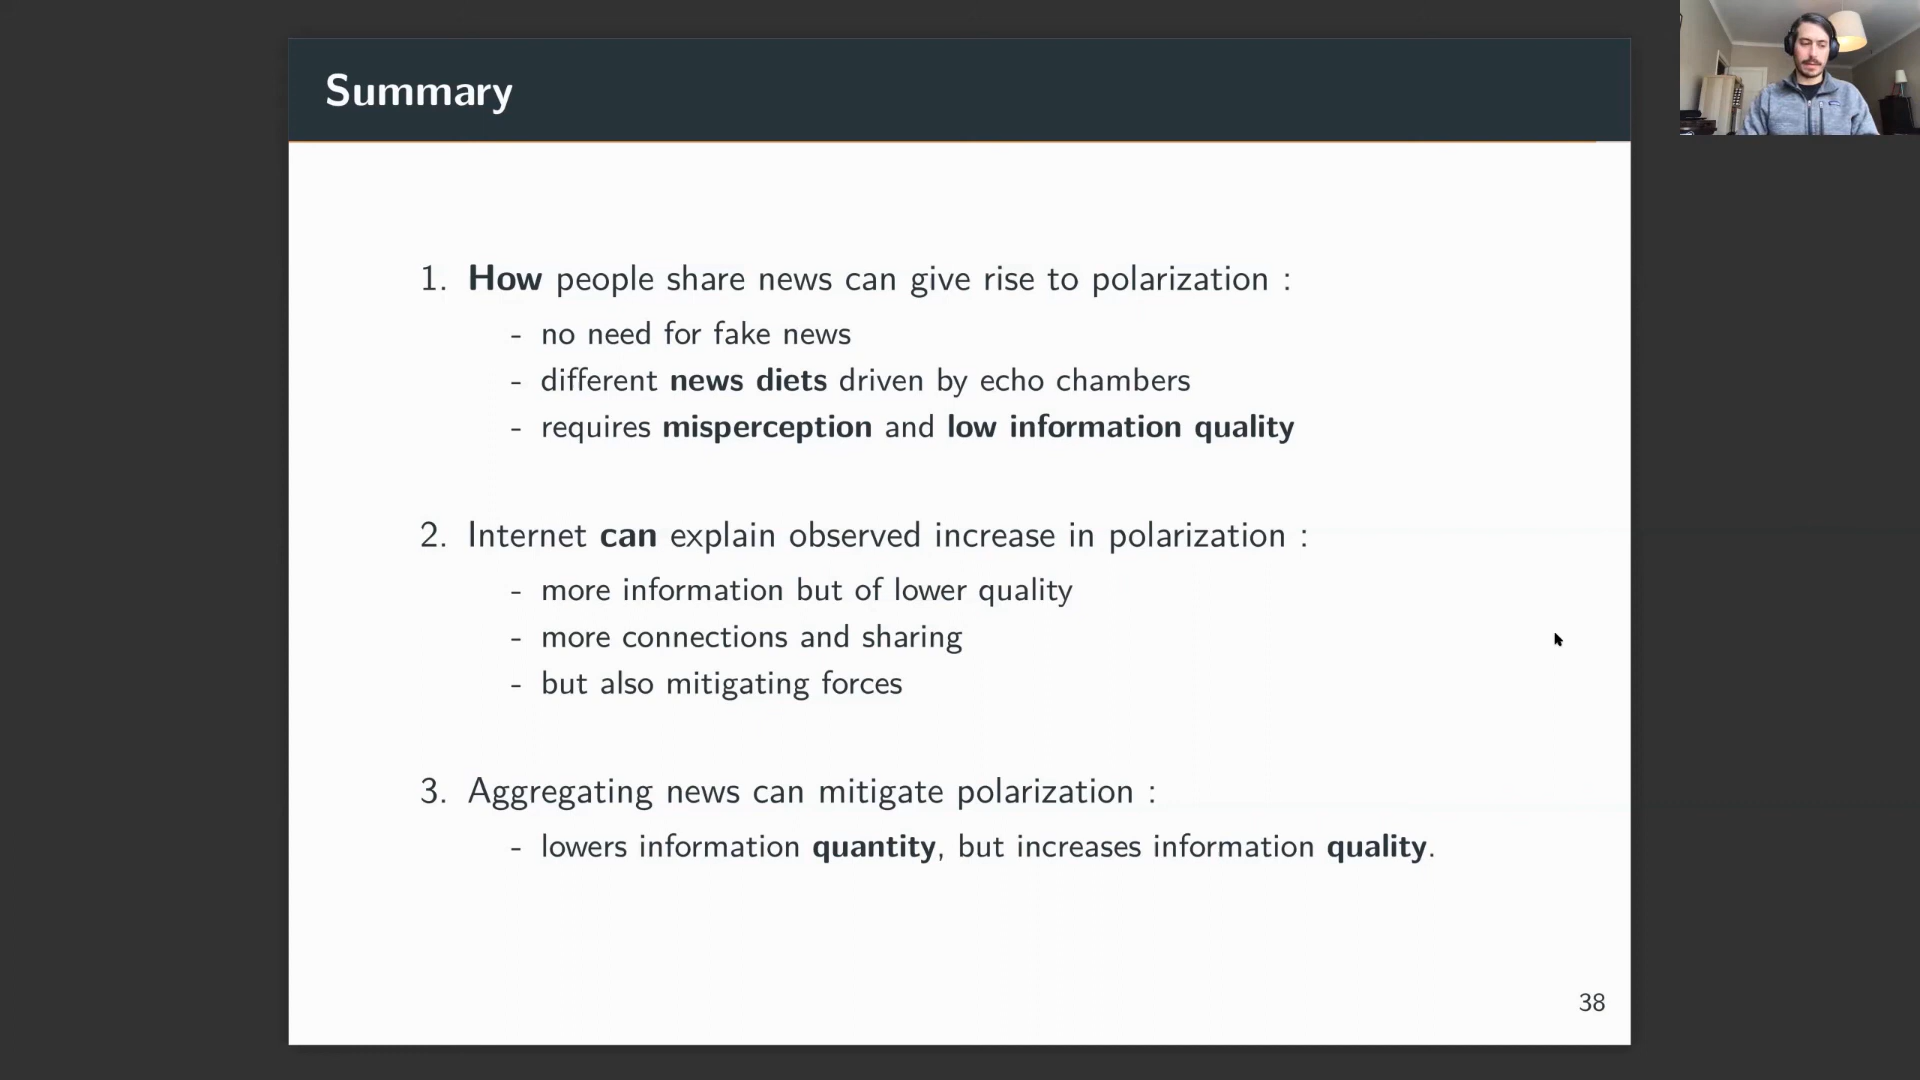 Summary
1. How people share news can give rise to polarization :
- no need for fake news
- different news diets driven by echo chambers
- requires misperception and low information quality
2. Internet can explain observed increase in polarization :
- more information but of lower quality
- more connections and sharing
- but also mitigating forces
3. Aggregating news can mitigate polarization :
- lowers information quantity, but increases information quality.
38